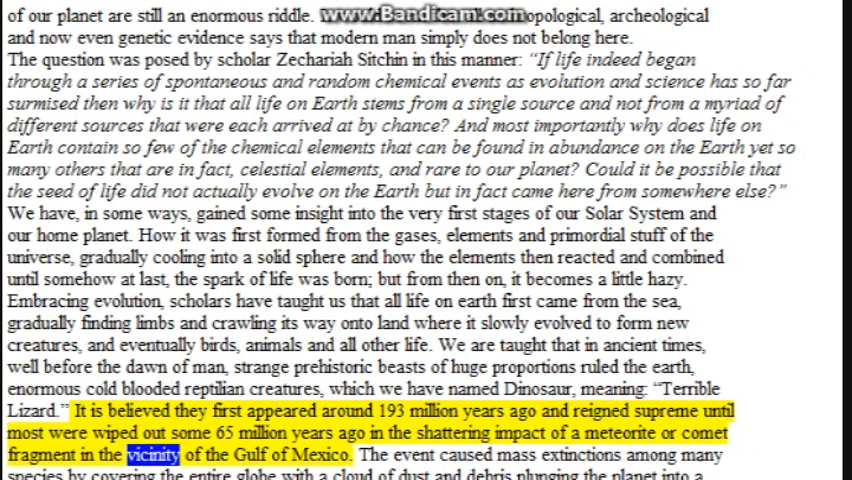 www.Bandicam.com
of our planet are still an enormous riddle. opological, archeological
and now even genetic evidence says that modern man simply does not belong here.
The question was posed by scholar Zechariah Sitchin in this manner: “If life indeed began
through a series of spontaneous and random chemical events as evolution and science has so far
surmised then why is it that all life on Earth stems from a single source and not from a myriad of
different sources that were each arrived at by chance? And most importantly why does life on
Earth contain so few of the chemical elements that can be found in abundance on the Earth yet so
many others that are in fact, celestial elements, and rare to our planet? Could it be possible that
the seed of life did not actually evolve on the Earth but in fact came here from somewhere else?”
We have, in some ways, gained some insight into the very first stages of our Solar System and
our home planet. How it was first formed from the gases, elements and primordial stuff of the
universe, gradually cooling into a solid sphere and how the elements then reacted and combined
until somehow at last, the spark of life was born; but from then on, it becomes a little hazy.
Embracing evolution, scholars have taught us that all life on earth first came from the sea,
gradually finding limbs and crawling its way onto land where it slowly evolved to form new
creatures, and eventually birds, animals and all other life. We are taught that in ancient times,
well before the dawn of man, strange prehistoric beasts of huge proportions ruled the earth,
enormous cold blooded reptilian creatures, which we have named Dinosaur, meaning: “Terrible
Lizard.” It is believed they first appeared around 193 million years ago and reigned supreme until
most were wiped out some 65 million years ago in the shattering impact of a meteorite or comet
fragment in the vicinity of the Gulf of Mexico. The event caused mass extinctions among many
species by covering the entire globe with a cloud of dust and debris plunging the planet into a